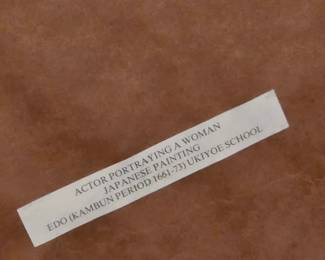 ACTOR PORTRAYING A WOMAN
JAPANESE PAINTING
EDO (KAMBUN PERIOD 1661-73) UKIYOE SCHOOL